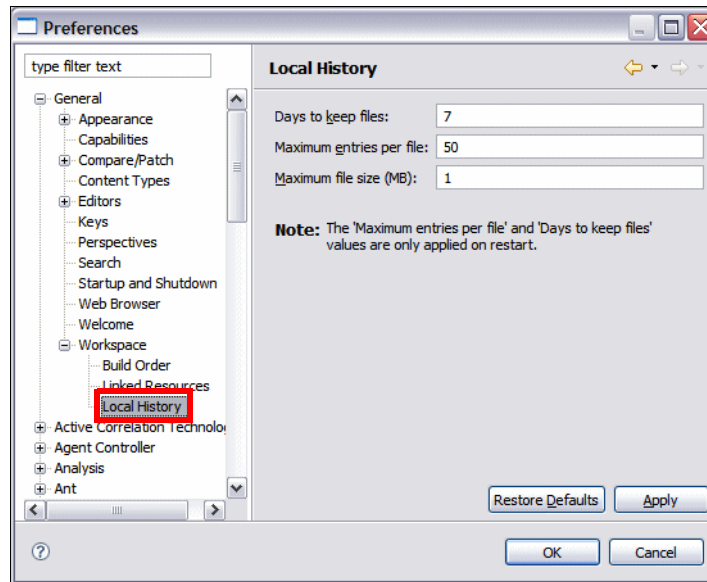 Preferences
type filter text
General
Appearance
Capabilities
Compare/Patch
Content Types
Editors
Keys
Perspectives
Search
Startup and Shutdown
Web Browser
Welcome
Workspace
Build Order
Linked Resources
Local History
Active Correlation Technolo
Agent Controller
Analysis
Ant
Local History
Days to keep files: 7
Maximum entries per file: 50
Maximum file size (MB): 1
Note: The 'Maximum entries per file' and 'Days to keep files'
values are only applied on restart.
Restore Defaults Apply
OK Cancel